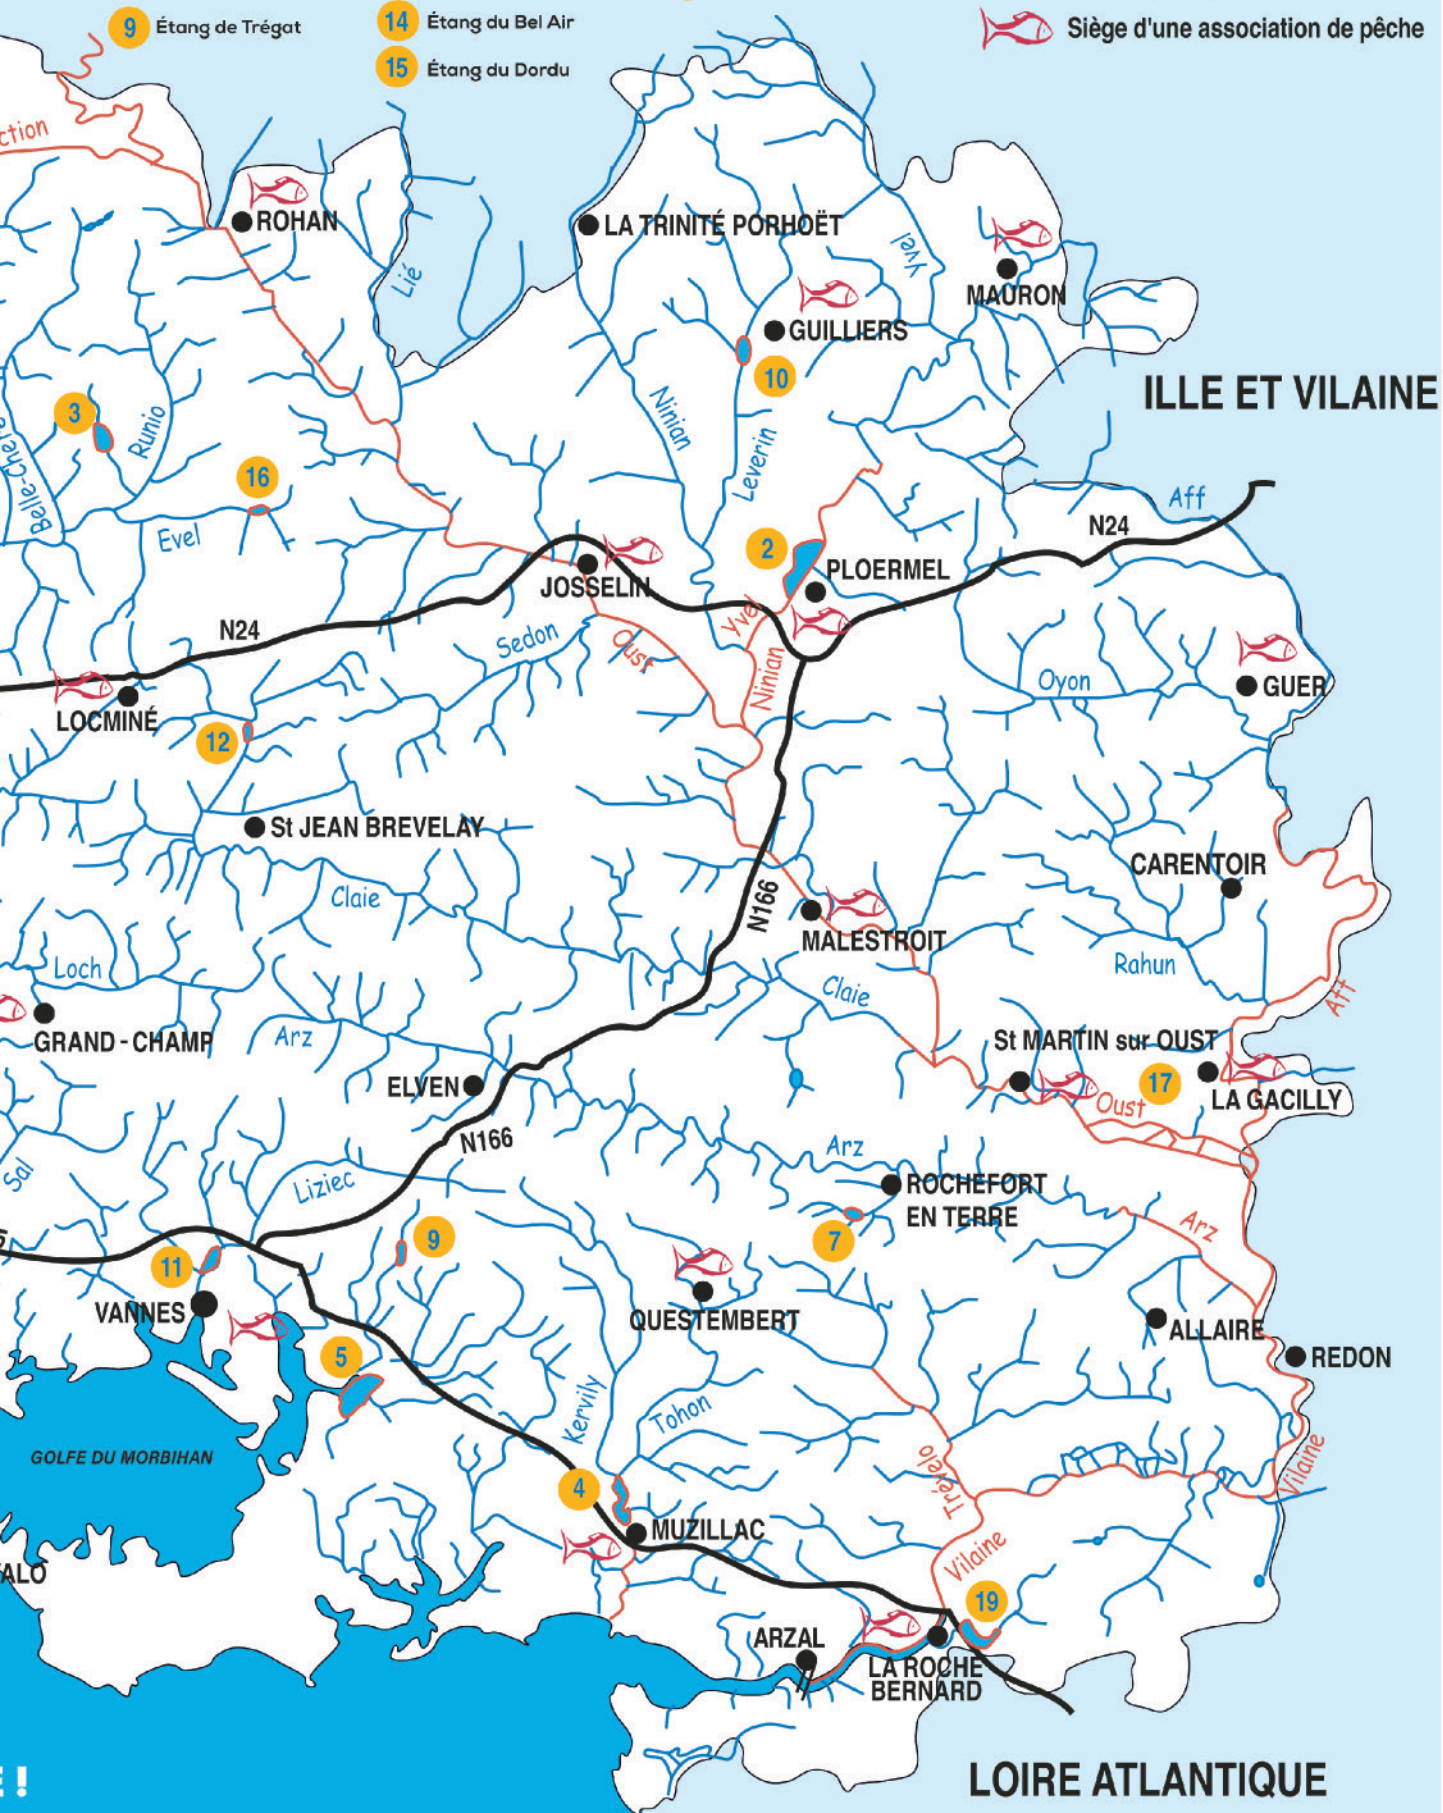 9 Étang de Trégat
14 Étang du Bel Air
15 Étang du Dordu
Siège d'une association de pêche
ction
ROHAN
LA TRINITÉ PORHOËT
Lié
Yvel
MAURON
GUILLIERS
10
ILLE ET VILAINE
3
Runio
Ninian
Leverin
16
Belle-Chere
Evel
Aff
N24
2
PLOERMEL
JOSSELIN
Yvel
N24
Sedon
Oust
Ninian
Oyon
GUER
LOCMINÉ
12
St JEAN BREVELAY
CARENTOIR
Claie
N166
MALESTROIT
Rahun
Loch
Claie
Aff
GRAND - CHAMP
Arz
St MARTIN sur OUST
ELVEN
17
Oust
LA GACILLY
N166
Arz
Sal
Liziec
ROCHEFORT
EN TERRE
Arz
9
7
11
VANNES
QUESTEMBERT
ALLAIRE
REDON
5
Kervily
Tohon
GOLFE DU MORBIHAN
Trévelo
Vilaine
4
MUZILLAC
Vilaine
ALO
19
ARZAL
LA ROCHE
BERNARD
E !
LOIRE ATLANTIQUE